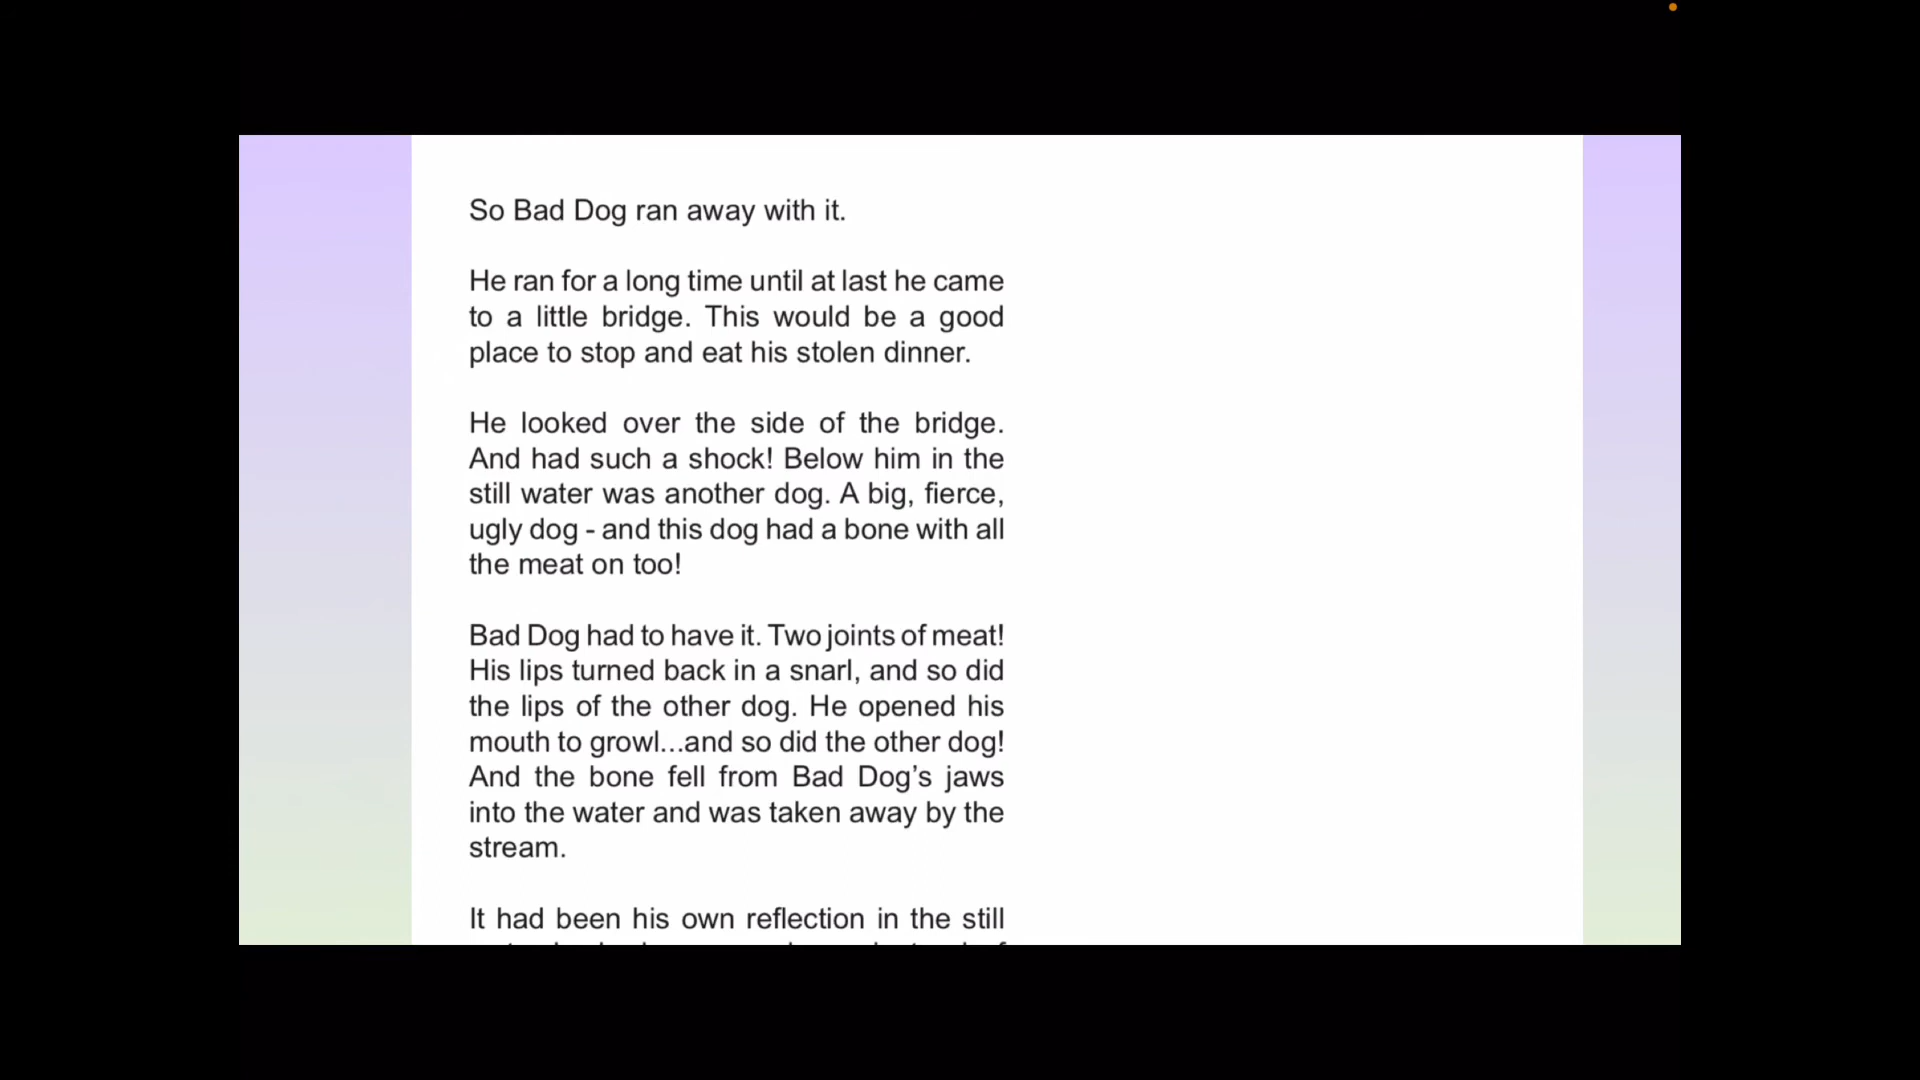 So Bad Dog ran away with it.
He ran for a long time until at last he came
to a little bridge. This would be a good
place to stop and eat his stolen dinner.
He looked over the side of the bridge.
And had such a shock! Below him in the
still water was another dog. A big, fierce,
ugly dog - and this dog had a bone with all
the meat on too!
Bad Dog had to have it. Two joints of meat!
His lips turned back in a snarl, and so did
the lips of the other dog. He opened his
mouth to growl...and so did the other dog!
And the bone fell from Bad Dog’s jaws
into the water and was taken away by the
stream.
It had been his own reflection in the still